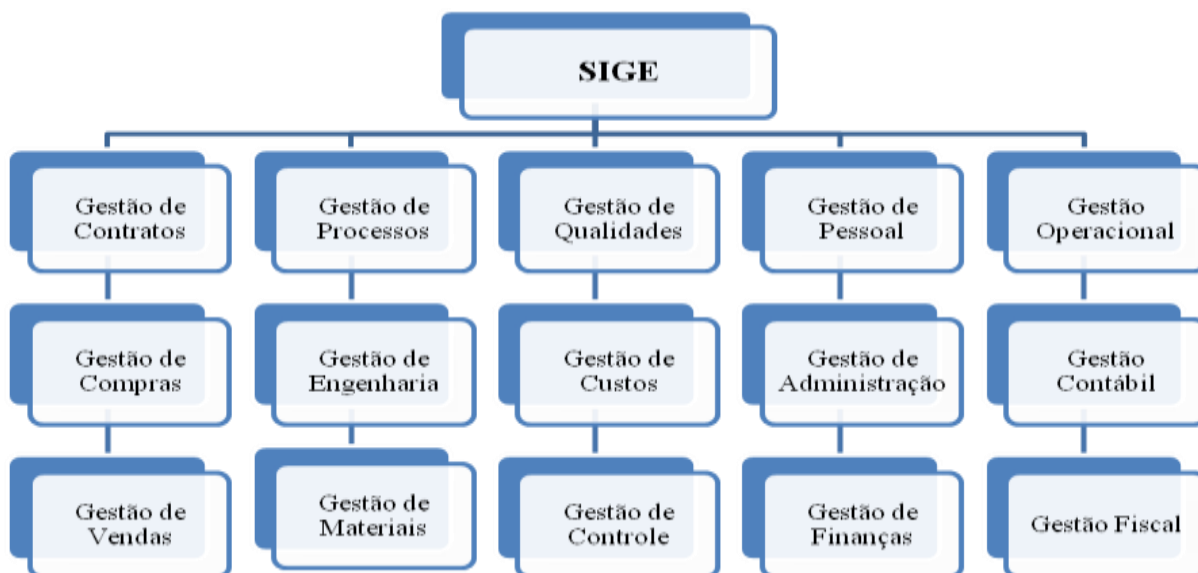 SIGE
Gestão de
Contratos
Gestão de
Processos
Gestão de
Qualidades
Gestão de
Pessoal
Gestão
Operacional
Gestão de
Compras
Gestão de
Engenharia
Gestão de
Custos
Gestão de
Administração
Gestão
Contábil
Gestão de
Vendas
Gestão de
Materiais
Gestão de
Controle
Gestão de
Finanças
Gestão Fiscal